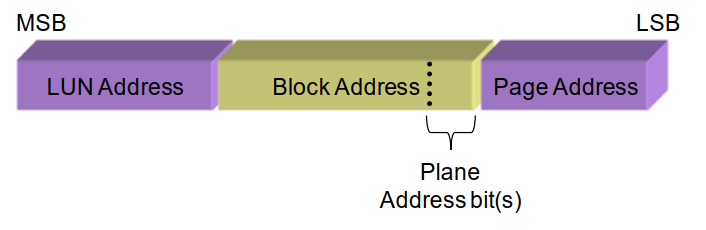 MSB
LSB
LUN Address
Block Address
Page Address
Plane
Address bit(s)